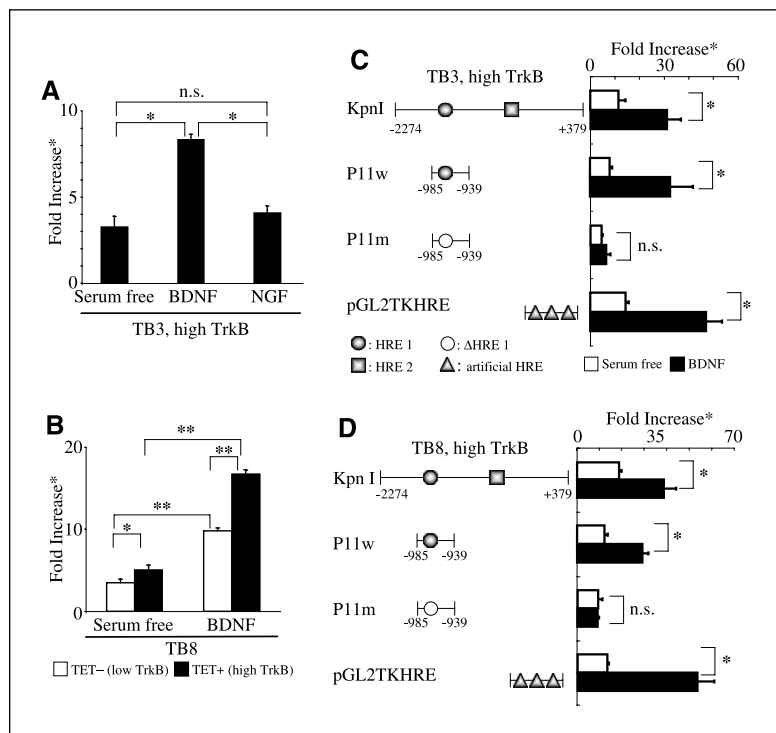 A
n.s.
* *
10
5
0
Fold Increase*
Serum free BDNF NGF
TB3, high TrkB
B
**
**
**
*
20
10
0
Fold Increase*
Serum free BDNF
TB8
TET− (low TrkB) TET+ (high TrkB)
C
Fold Increase*
TB3, high TrkB
0 30 60
KpnI
-2274 +379
*
P11w
-985 -939
*
P11m
-985 -939
n.s.
pGL2TKHRE
*
: HRE 1 : ΔHRE 1
: HRE 2 : artificial HRE
Serum free BDNF
D
Fold Increase*
TB8, high TrkB
0 35 70
Kpn I
-2274 +379
*
P11w
-985 -939
*
P11m
-985 -939
n.s.
pGL2TKHRE
*